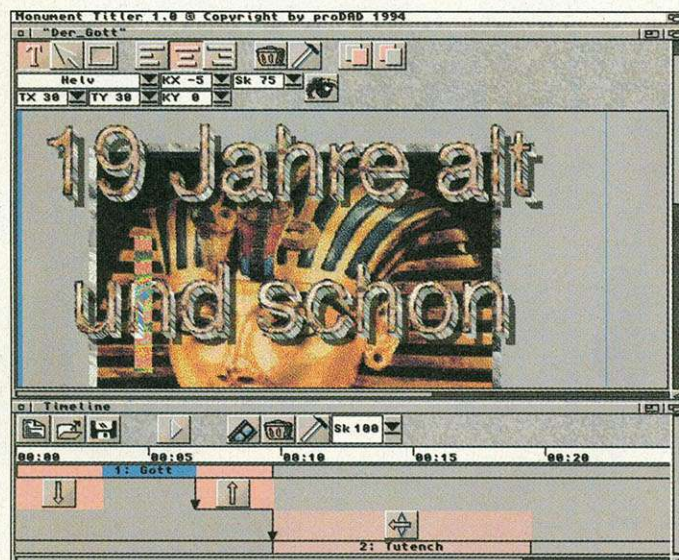 Monument Titler 1.0 © Copyright by proDAD 1994
"Der_Gott"
T
Helv KX -5 Sk 75
TX 30 TY 30 KY 0
19 Jahre alt
und schon
Timeline
Sk 100
00:00 00:05 00:10 00:15 00:20
1: Gott
2: Tutench